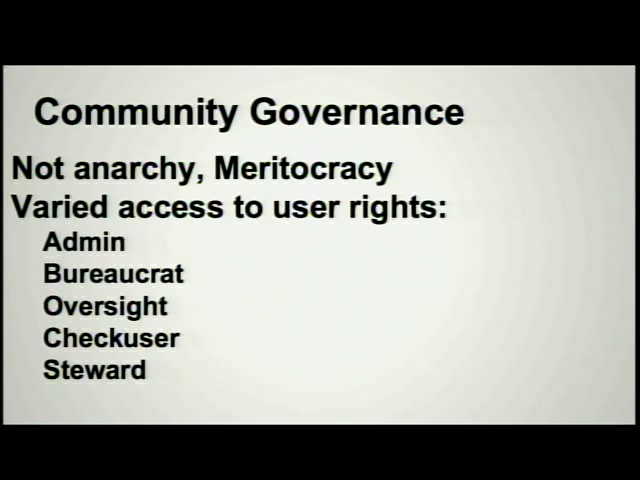 Community Governance
Not anarchy, Meritocracy
Varied access to user rights:
Admin
Bureaucrat
Oversight
Checkuser
Steward